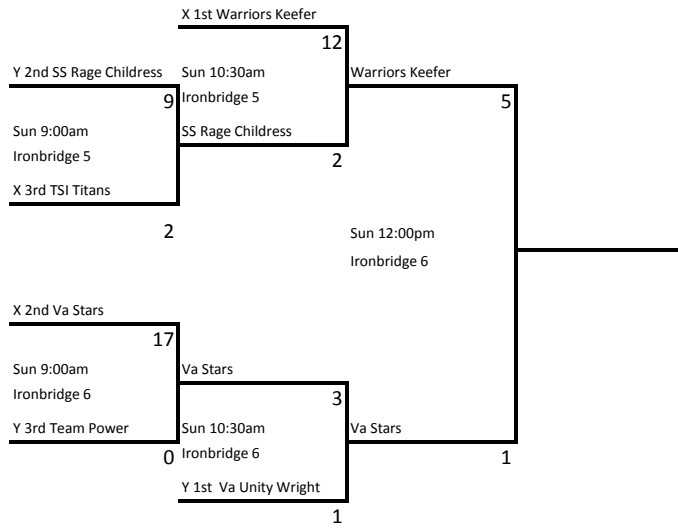 X 1st Warriors Keefer
12
Y 2nd SS Rage Childress
Sun 10:30am
Warriors Keefer
9
Ironbridge 5
5
Sun 9:00am
SS Rage Childress
Ironbridge 5
2
X 3rd TSI Titans
2
Sun 12:00pm
Ironbridge 6
X 2nd Va Stars
17
Sun 9:00am
Va Stars
Ironbridge 6
3
Y 3rd Team Power
Sun 10:30am
Va Stars
0
Ironbridge 6
1
Y 1st  Va Unity Wright
1